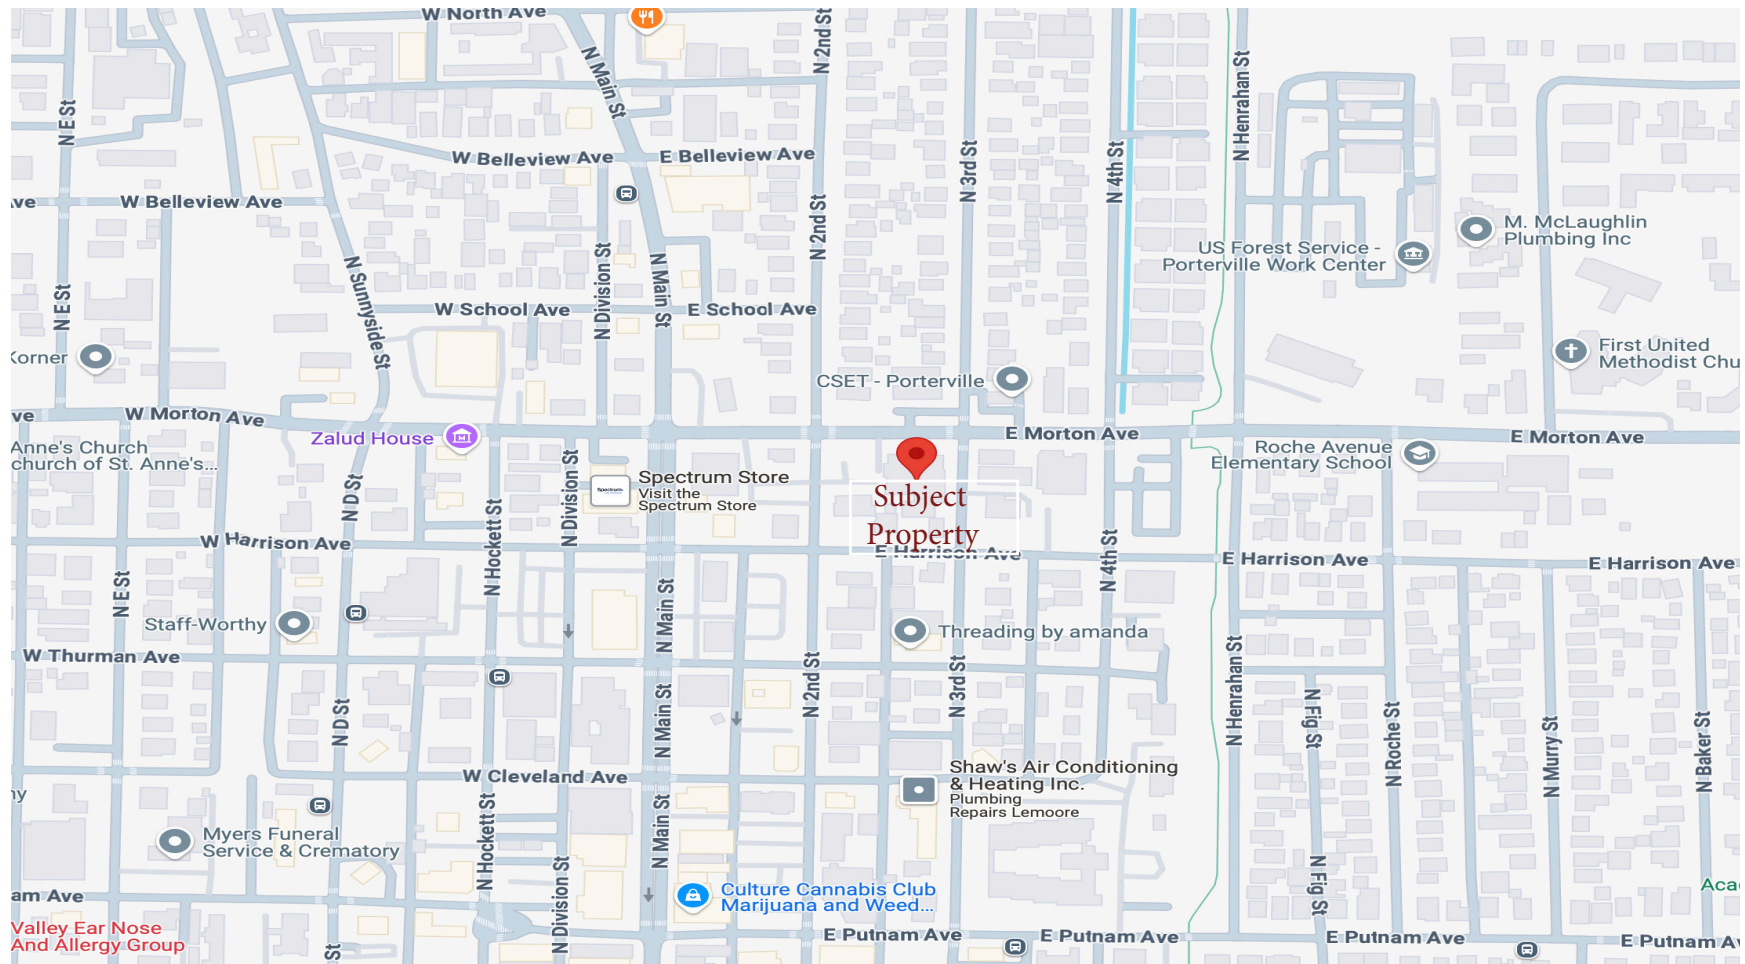 W North Ave
N 2nd St
N Main St
N Henrahan St
N E St
W Belleview Ave
E Belleview Ave
N 3rd St
N 4th St
ve
W Belleview Ave
N 2nd St
M. McLaughlin
Plumbing Inc
US Forest Service -
Porterville Work Center
N Sunnyside St
N Division St
N Main St
N E St
W School Ave
E School Ave
Korner
First United
Methodist Chu
CSET - Porterville
ve
W Morton Ave
Zalud House
E Morton Ave
E Morton Ave
Anne's Church
church of St. Anne's...
Roche Avenue
Elementary School
N D St
N Division St
N Hockett St
Spectrum
Spectrum Store
Visit the
Spectrum Store
Subject
Property
W Harrison Ave
E Harrison Ave
E Harrison Ave
E Harrison Ave
N 4th St
N E St
N Main St
Staff-Worthy
Threading by amanda
W Thurman Ave
N 2nd St
N 3rd St
N Henrahan St
N D St
N Main St
N Fig St
N Roche St
N Murry St
N Baker St
W Cleveland Ave
Shaw's Air Conditioning
& Heating Inc.
Plumbing
Repairs Lemoore
ny
N Hockett St
N Main St
Myers Funeral
Service & Crematory
N Division St
N Fig St
am Ave
Culture Cannabis Club
Marijuana and Weed...
Aca
Valley Ear Nose
And Allergy Group
St
E Putnam Ave
E Putnam Ave
E Putnam Ave
E Putnam Av